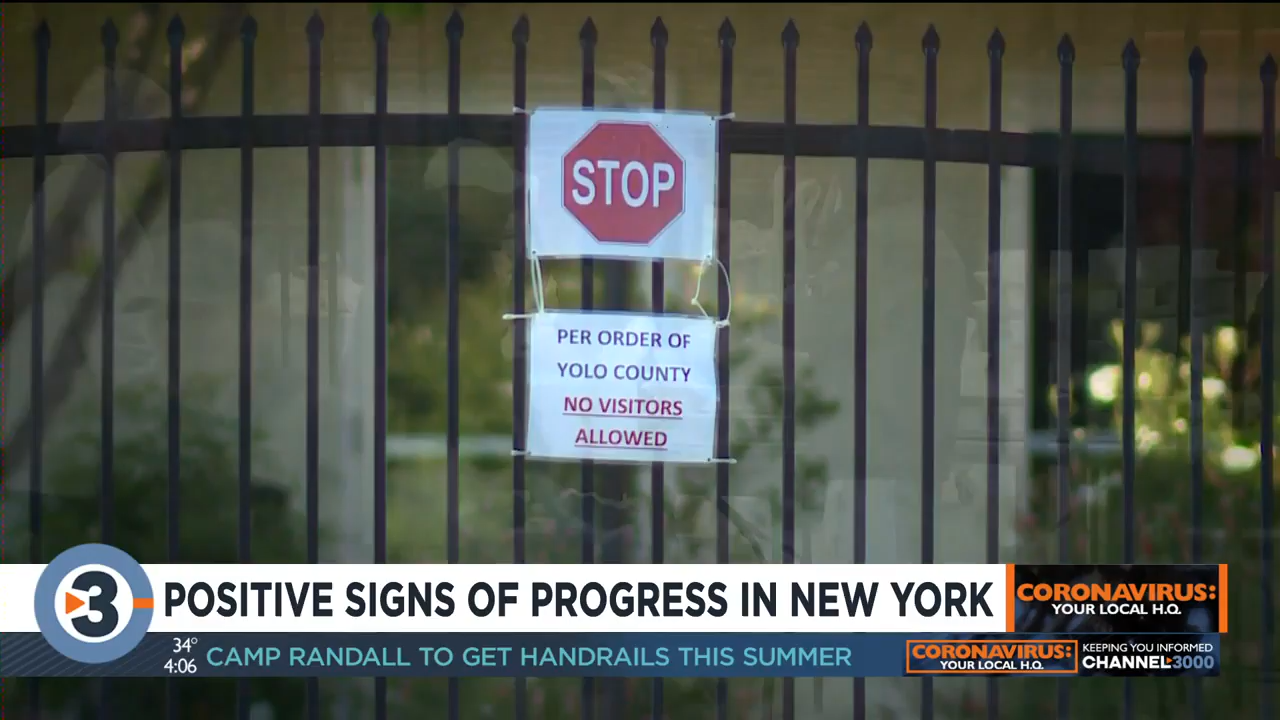 STOP
PER ORDER OF
YOLO COUNTY
NO VISITORS
ALLOWED
3
POSITIVE SIGNS OF PROGRESS IN NEW YORK
CORONAVIRUS:
YOUR LOCAL H.Q.
34°
4:06
CAMP RANDALL TO GET HANDRAILS THIS SUMMER
CORONAVIRUS:
YOUR LOCAL H.Q.
KEEPING YOU INFORMED
CHANNEL3000